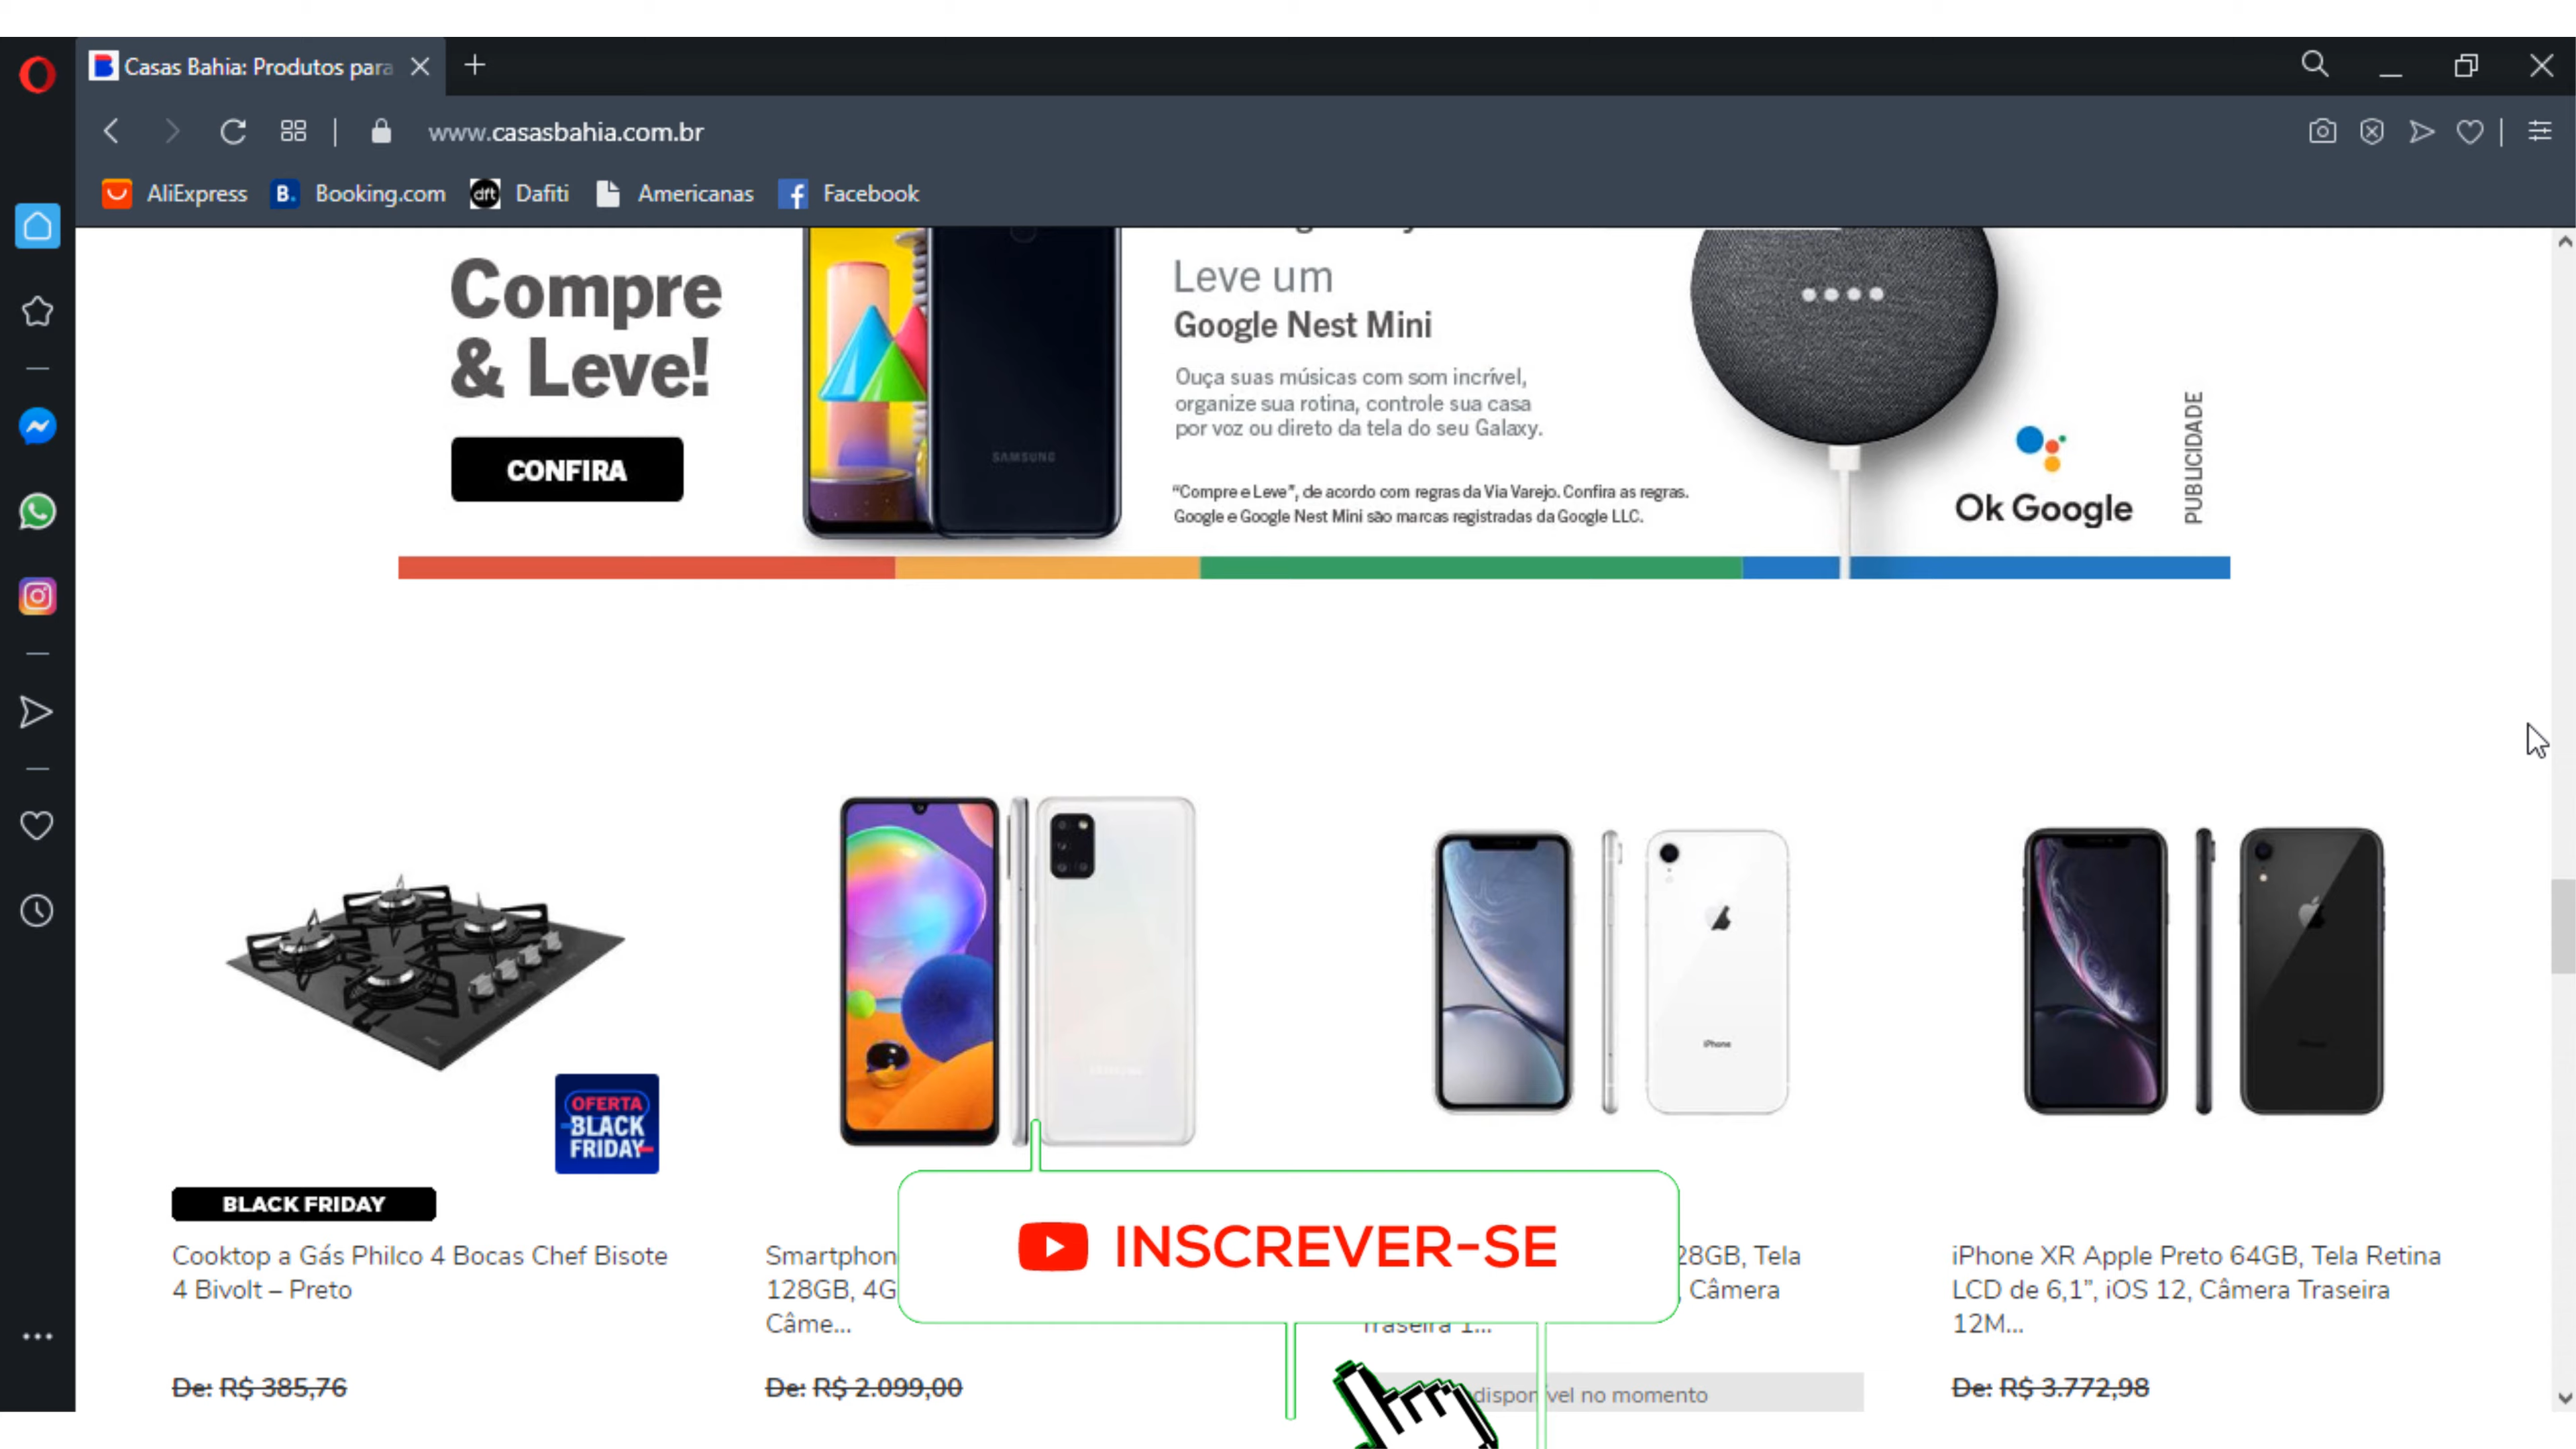 Casas Bahia: Produtos para
www.casasbahia.com.br
AliExpress
B. Booking.com
dft Dafiti
Americanas
Facebook
Compre
& Leve!
CONFIRA
SAMSUNG
Leve um
Google Nest Mini
Ouça suas músicas com som incrível,
organize sua rotina, controle sua casa
por voz ou direto da tela do seu Galaxy.
"Compre e Leve", de acordo com regras da Via Varejo. Confira as regras.
Google e Google Nest Mini são marcas registradas da Google LLC.
Ok Google
PUBLICIDADE
iPhone
OFERTA
BLACK
FRIDAY
BLACK FRIDAY
Cooktop a Gás Philco 4 Bocas Chef Bisote
4 Bivolt – Preto
De: R$ 385,76
Smartphon
128GB, 4G
Câme...
De: R$ 2.099,00
INSCREVER-SE
28GB, Tela
Câmera
Traseira 1...
disponível no momento
iPhone XR Apple Preto 64GB, Tela Retina
LCD de 6,1”, iOS 12, Câmera Traseira
12M...
De: R$ 3.772,98